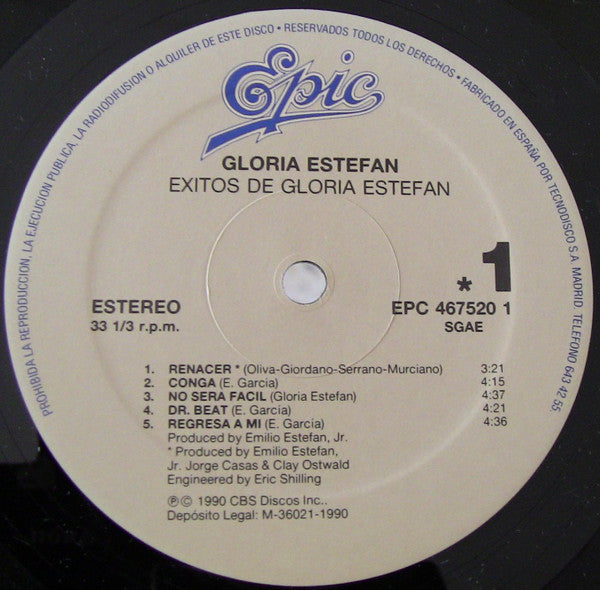 PROHIBIDA LA REPRODUCCION, LA EJECUCION PUBLICA, LA RADIODIFUSION O ALQUILER DE ESTE DISCO • RESERVADOS TODOS LOS DERECHOS • FABRICADO EN ESPAÑA POR TECNODISCO S.A. MADRID. TELEFONO 643 42 55
Epic
GLORIA ESTEFAN
EXITOS DE GLORIA ESTEFAN
* 1
ESTEREO EPC 467520 1
33 1/3 r.p.m. SGAE
1. RENACER * (Oliva-Giordano-Serrano-Murciano) 3:21
2. CONGA (E. Garcia) 4:15
3. NO SERA FACIL (Gloria Estefan) 4:37
4. DR. BEAT (E. Garcia) 4:21
5. REGRESA A MI (E. Garcia) 4:36
Produced by Emilio Estefan, Jr.
* Produced by Emilio Estefan,
Jr. Jorge Casas & Clay Ostwald
Engineered by Eric Shilling
℗© 1990 CBS Discos Inc..
Depósito Legal: M-36021-1990